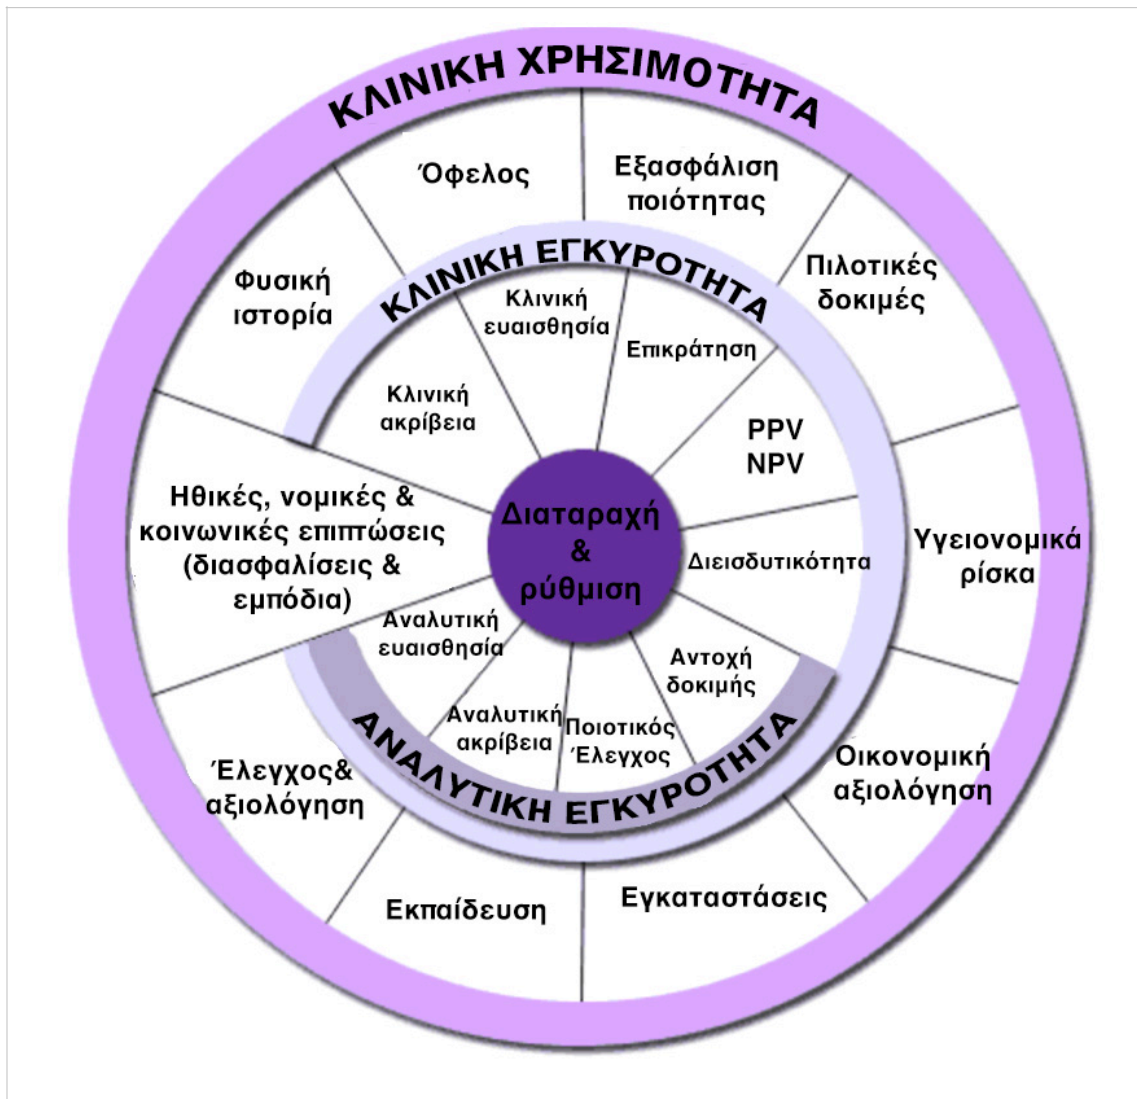 ΚΛΙΝΙΚΗ ΧΡΗΣΙΜΟΤΗΤΑ
Όφελος
Εξασφάλιση
ποιότητας
Πιλοτικές
δοκιμές
Υγειονομικά
ρίσκα
Οικονομική
αξιολόγηση
Εγκαταστάσεις
Εκπαίδευση
Έλεγχος&
αξιολόγηση
Ηθικές, νομικές &
κοινωνικές επιπτώσεις
(διασφαλίσεις &
εμπόδια)
Φυσική
ιστορία
ΚΛΙΝΙΚΗ ΕΓΚΥΡΟΤΗΤΑ
Κλινική
ακρίβεια
Κλινική
ευαισθησία
Επικράτηση
PPV
NPV
Διεισδυτικότητα
Αντοχή
δοκιμής
Ποιοτικός
Έλεγχος
Αναλυτική
ακρίβεια
Αναλυτική
ευαισθησία
ΑΝΑΛΥΤΙΚΗ ΕΓΚΥΡΟΤΗΤΑ
Διαταραχή
&
ρύθμιση